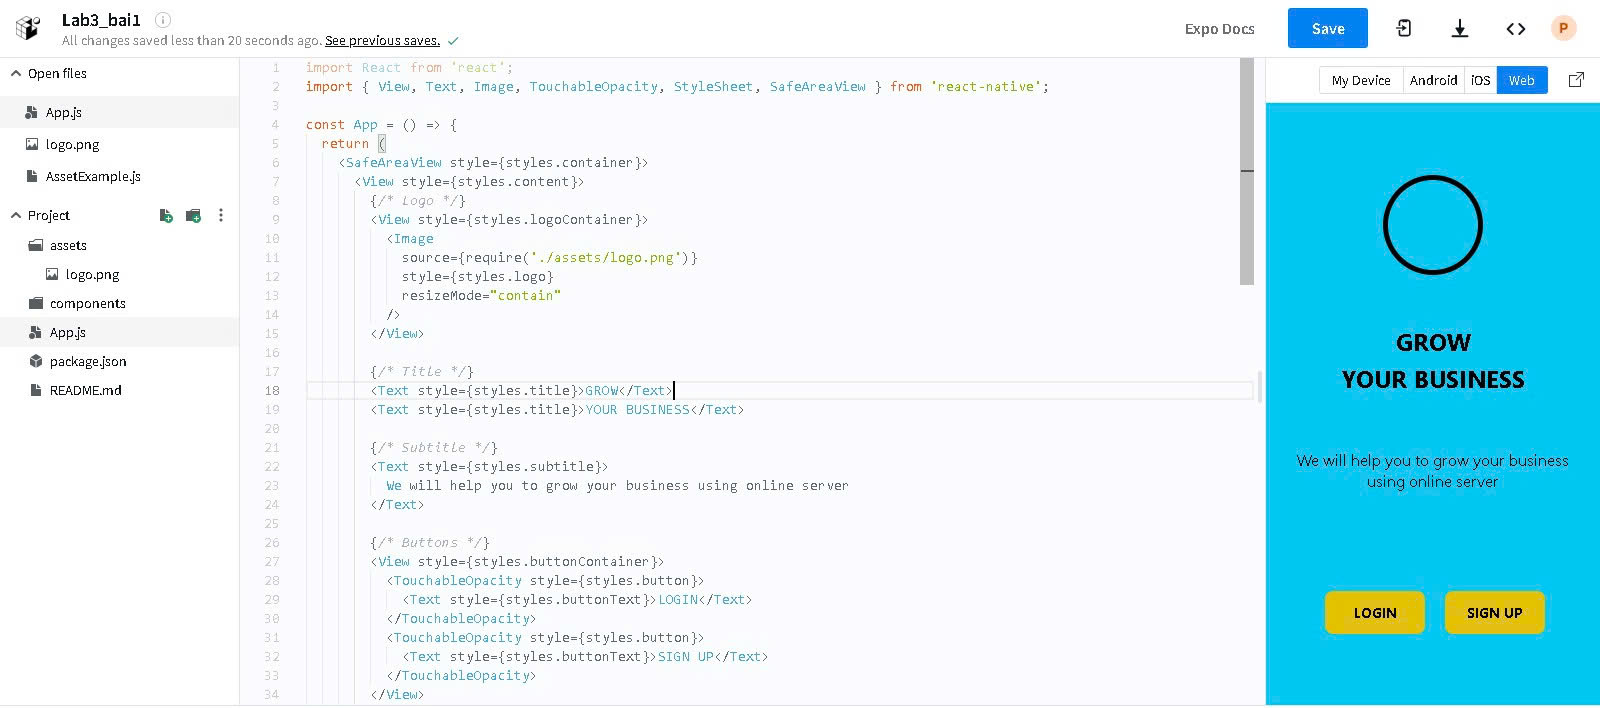 Lab3_bai1
All changes saved less than 20 seconds ago. See previous saves.
Expo Docs
Save
P
Open files
App.js
logo.png
AssetExample.js
Project
assets
logo.png
components
App.js
package.json
README.md
1 import React from 'react';
2 import { View, Text, Image, TouchableOpacity, StyleSheet, SafeAreaView } from 'react-native';
3
4 const App = () => {
5 return (
6 <SafeAreaView style={styles.container}>
7 <View style={styles.content}>
8 {/* Logo */}
9 <View style={styles.logoContainer}>
10 <Image
11 source={require('./assets/logo.png')}
12 style={styles.logo}
13 resizeMode="contain"
14 />
15 </View>
16
17 {/* Title */}
18 <Text style={styles.title}>GROW</Text>
19 <Text style={styles.title}>YOUR BUSINESS</Text>
20
21 {/* Subtitle */}
22 <Text style={styles.subtitle}>
23 We will help you to grow your business using online server
24 </Text>
25
26 {/* Buttons */}
27 <View style={styles.buttonContainer}>
28 <TouchableOpacity style={styles.button}>
29 <Text style={styles.buttonText}>LOGIN</Text>
30 </TouchableOpacity>
31 <TouchableOpacity style={styles.button}>
32 <Text style={styles.buttonText}>SIGN UP</Text>
33 </TouchableOpacity>
34 </View>
My Device Android iOS Web
GROW
YOUR BUSINESS
We will help you to grow your business
using online server
LOGIN SIGN UP